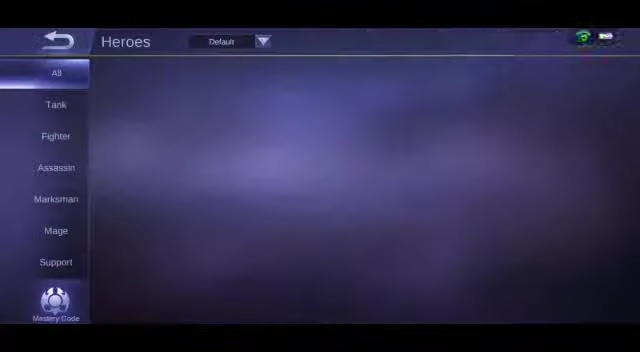 Heroes
Default
All
Tank
Fighter
Assassin
Marksman
Mage
Support
Mastery Code